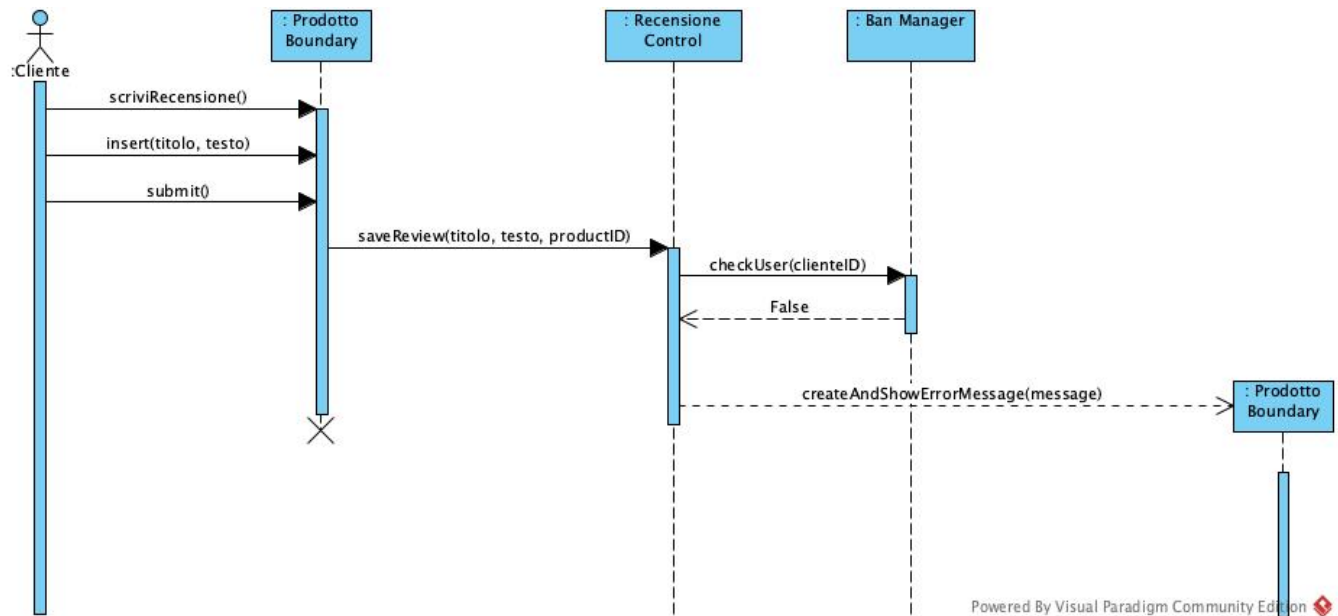 : Prodotto
Boundary
: Recensione
Control
: Ban Manager
:Cliente
scriviRecensione()
insert(titolo, testo)
submit()
saveReview(titolo, testo, productID)
checkUser(clienteID)
False
createAndShowErrorMessage(message)
: Prodotto
Boundary
Powered By Visual Paradigm Community Edition